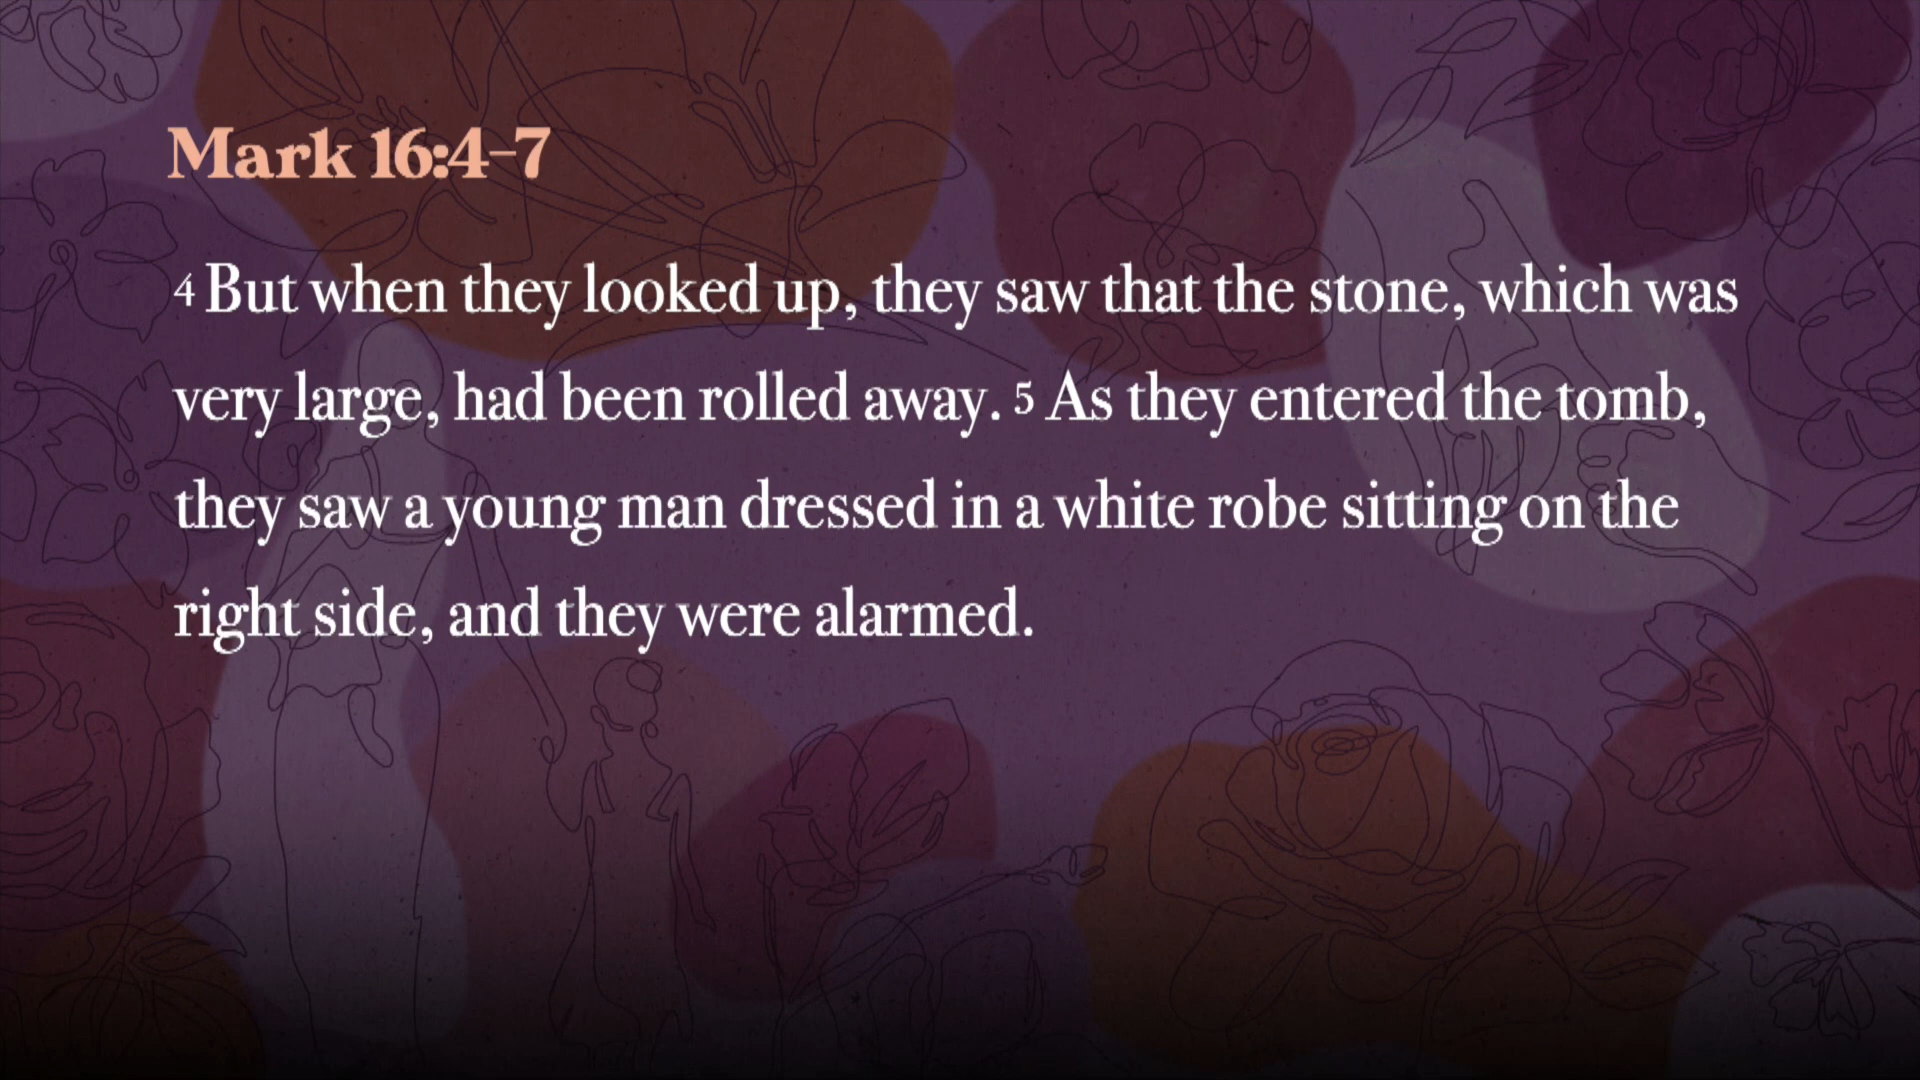 Mark 16:4–7
4 But when they looked up, they saw that the stone, which was
very large, had been rolled away. 5 As they entered the tomb,
they saw a young man dressed in a white robe sitting on the
right side, and they were alarmed.